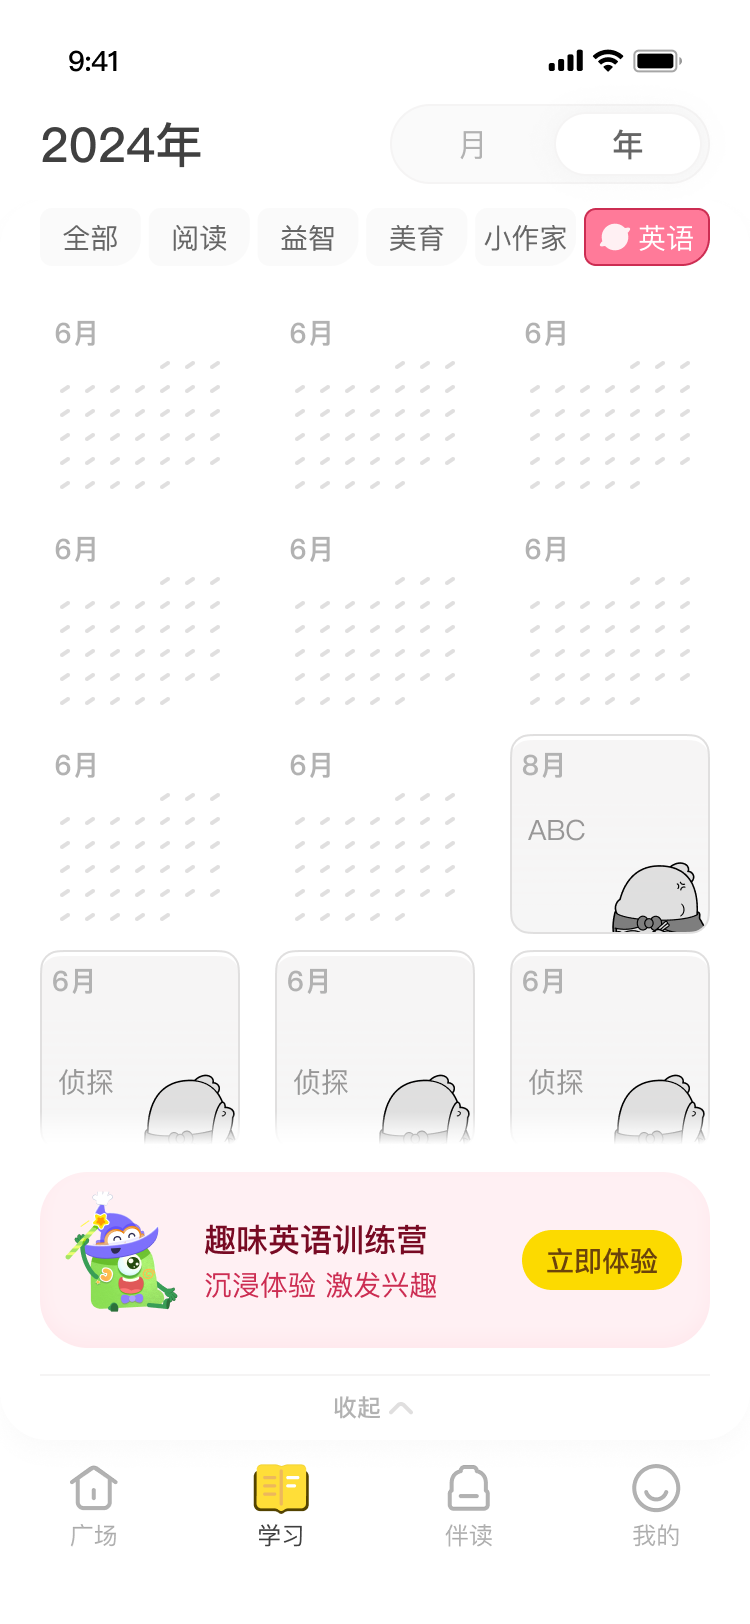 9:41
2024年
月 年
全部 阅读 益智 美育 小作家 英语
6月 6月 6月
6月 6月 6月
6月 6月 8月
ABC
6月 6月 6月
侦探 侦探 侦探
趣味英语训练营
沉浸体验 激发兴趣
立即体验
收起
广场 学习 伴读 我的